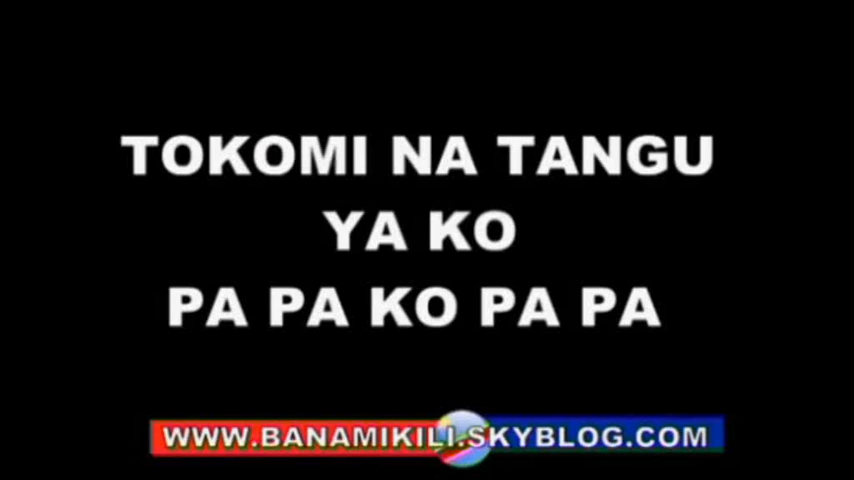 TOKOMI NA TANGU
YA KO
PA PA KO PA PA
WWW.BANAMIKILI.SKYBLOG.COM